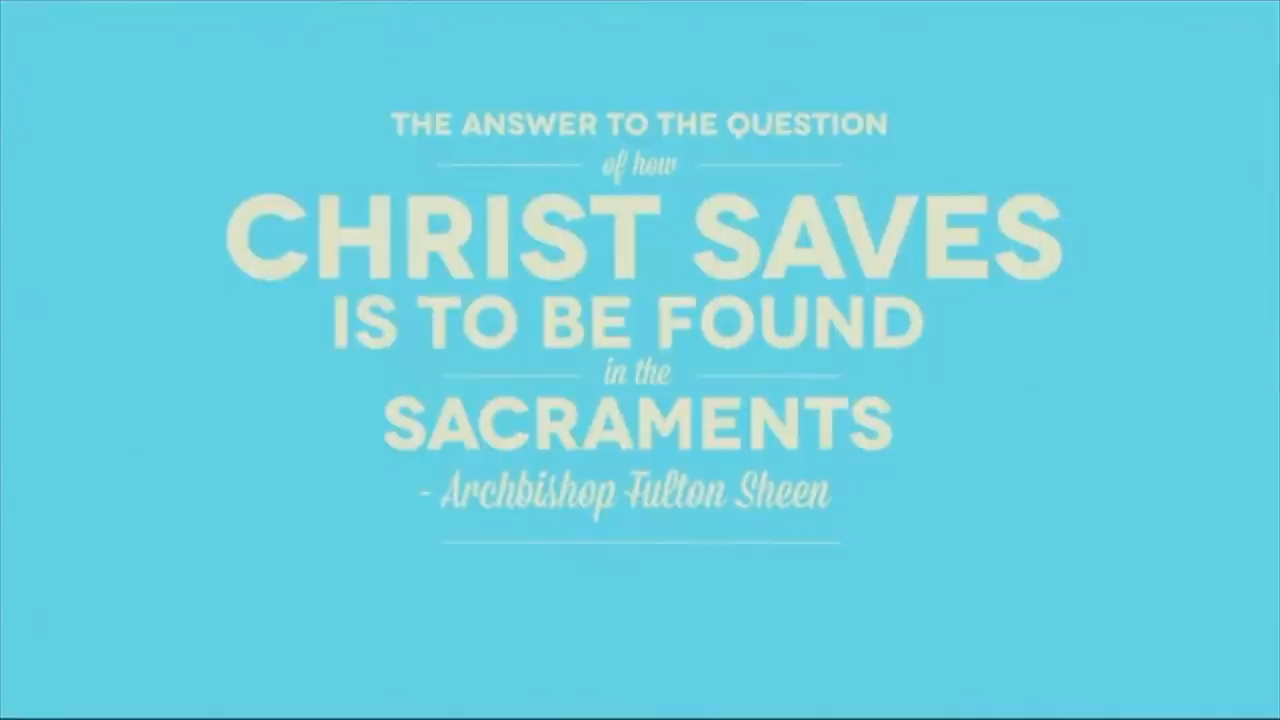 THE ANSWER TO THE QUESTION
of how
CHRIST SAVES
IS TO BE FOUND
in the
SACRAMENTS
- Archbishop Fulton Sheen